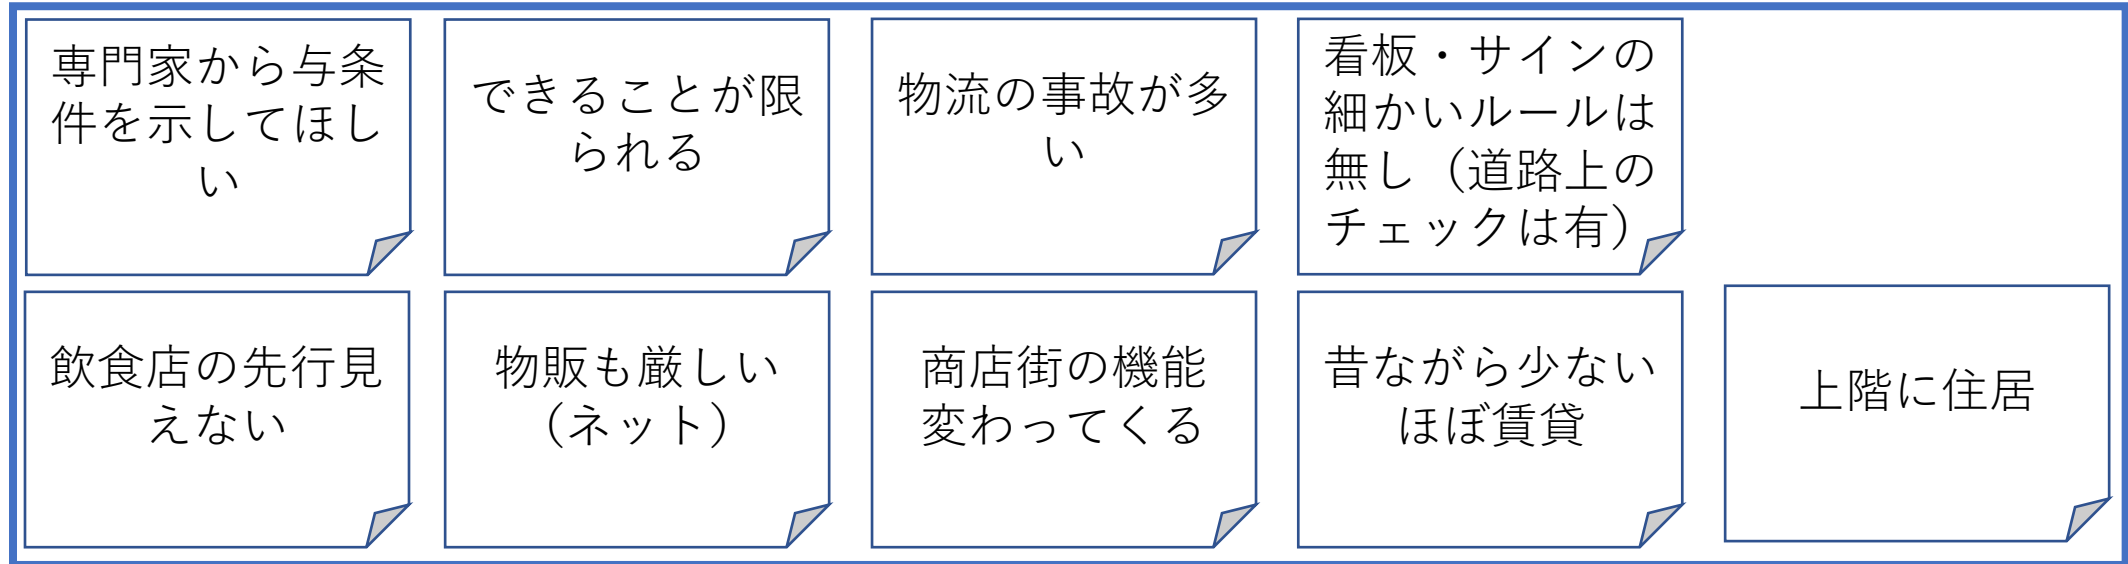 専門家から与条
件を示してほし
い
できることが限
られる
物流の事故が多
い
看板・サインの
細かいルールは
無し（道路上の
チェックは有）
飲食店の先行見
えない
物販も厳しい
（ネット）
商店街の機能
変わってくる
昔ながら少ない
ほぼ賃貸
上階に住居